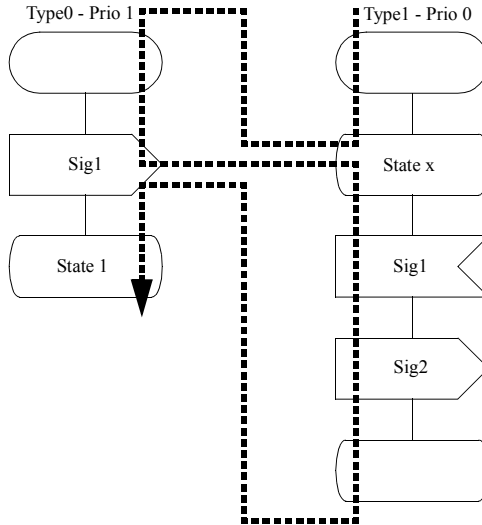 Type0 - Prio 1
Type1 - Prio 0
Sig1
State x
State 1
Sig1
Sig2